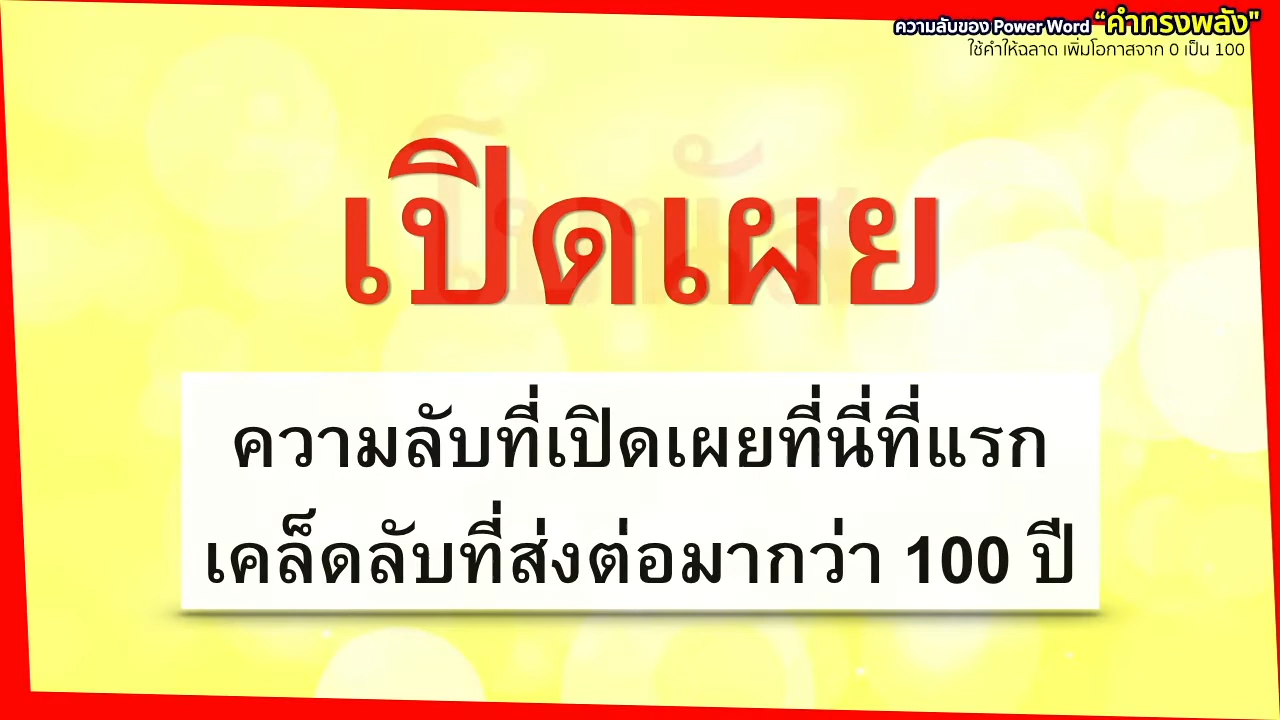 ความลับของ Power Word “คำทรงพลัง"
ใช้คำให้ฉลาด เพิ่มโอกาสจาก 0 เป็น 100
เปิดเผย
ความลับที่เปิดเผยที่นี่ที่แรก
เคล็ดลับที่ส่งต่อมากว่า 100 ปี